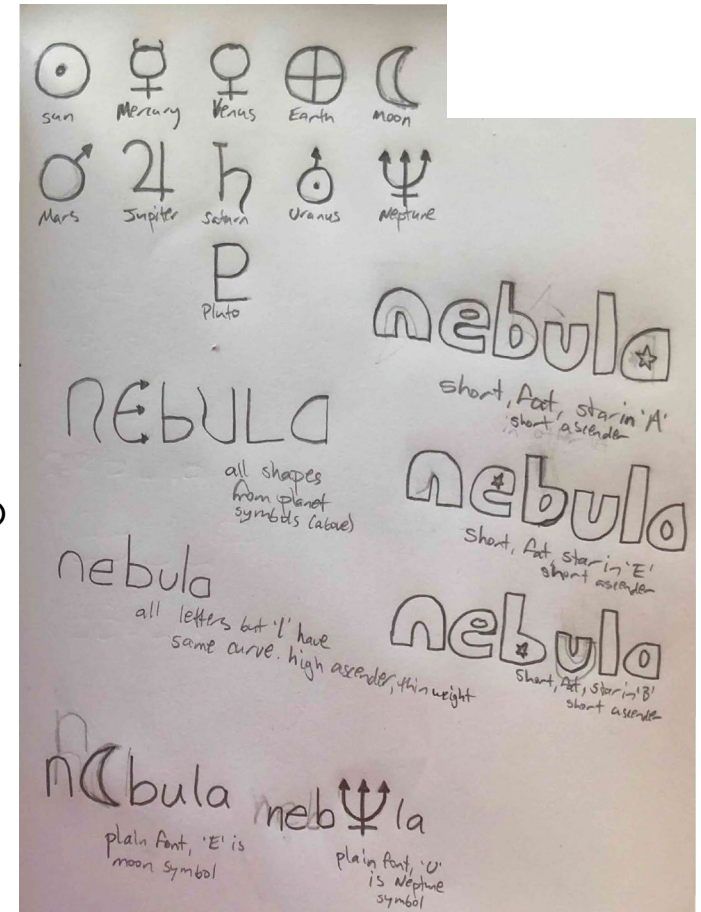 sun Mercury Venus Earth Moon
Mars Jupiter Saturn Uranus Neptune
Pluto
nebula
short, fat, star in 'A'
short ascender
NEbULa
all shapes
from planet
symbols (above)
nebula
short, fat, star in 'E'
short ascender
nebula
all letters but 'l' have
same curve. high ascender, thin weight
nebula
short, fat, star in 'B'
short ascender
n☾bula
plain font, 'E' is
moon symbol
neb♆la
plain font, 'U'
is Neptune
symbol